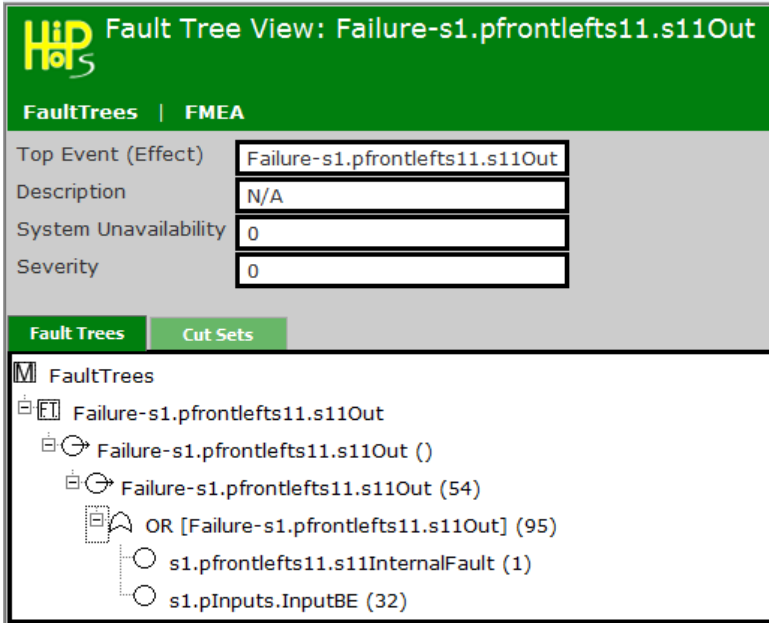 HiP HOPS Fault Tree View: Failure-s1.pfrontlefts11.s11Out
FaultTrees | FMEA
Top Event (Effect) Failure-s1.pfrontlefts11.s11Out
Description N/A
System Unavailability 0
Severity 0
Fault Trees Cut Sets
M FaultTrees
F.T. Failure-s1.pfrontlefts11.s11Out
Failure-s1.pfrontlefts11.s11Out ()
Failure-s1.pfrontlefts11.s11Out (54)
OR [Failure-s1.pfrontlefts11.s11Out] (95)
s1.pfrontlefts11.s11InternalFault (1)
s1.pInputs.InputBE (32)